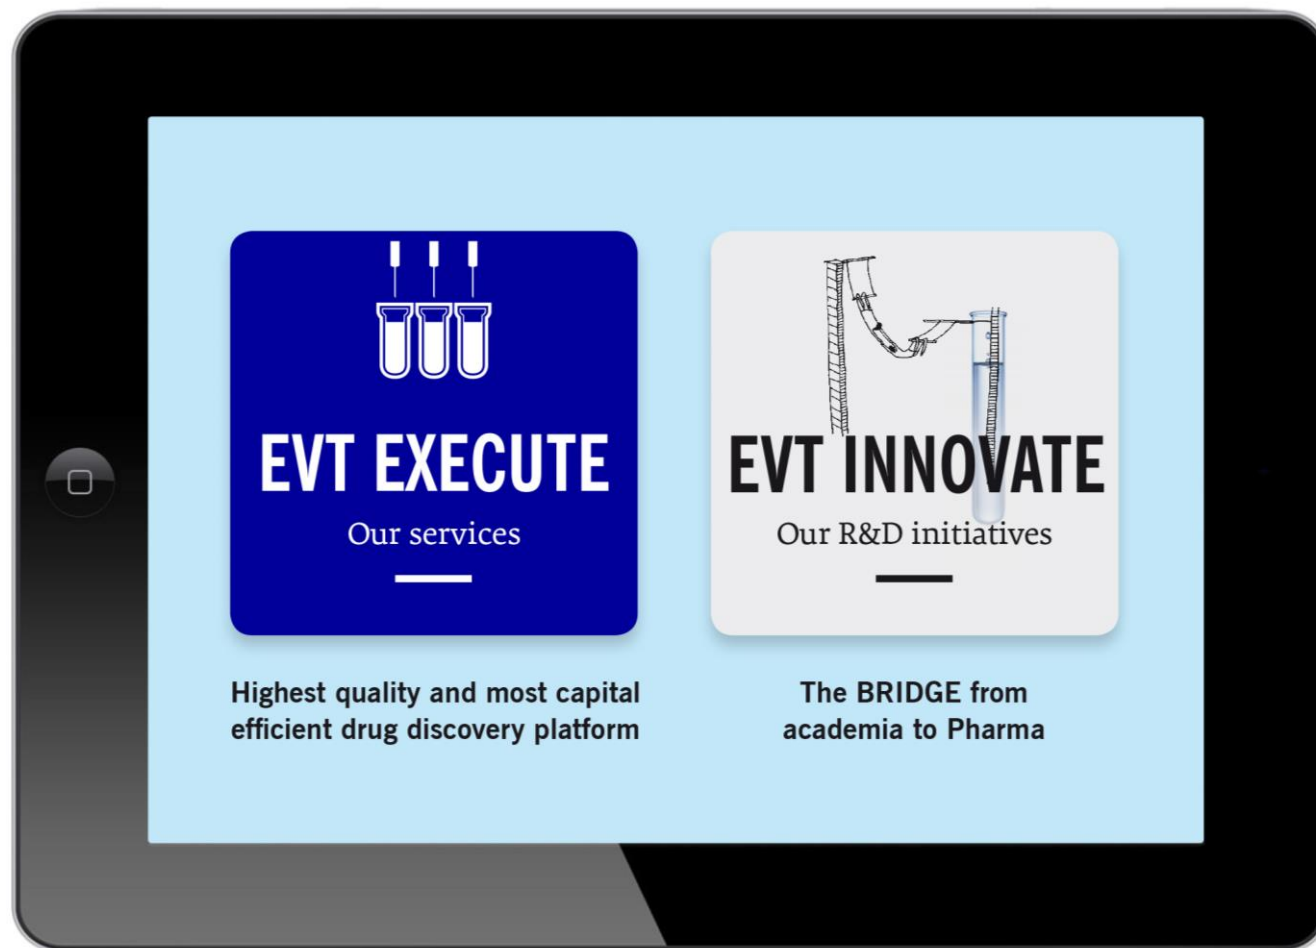 EVT EXECUTE
Our services
Highest quality and most capital
efficient drug discovery platform
EVT INNOVATE
Our R&D initiatives
The BRIDGE from
academia to Pharma